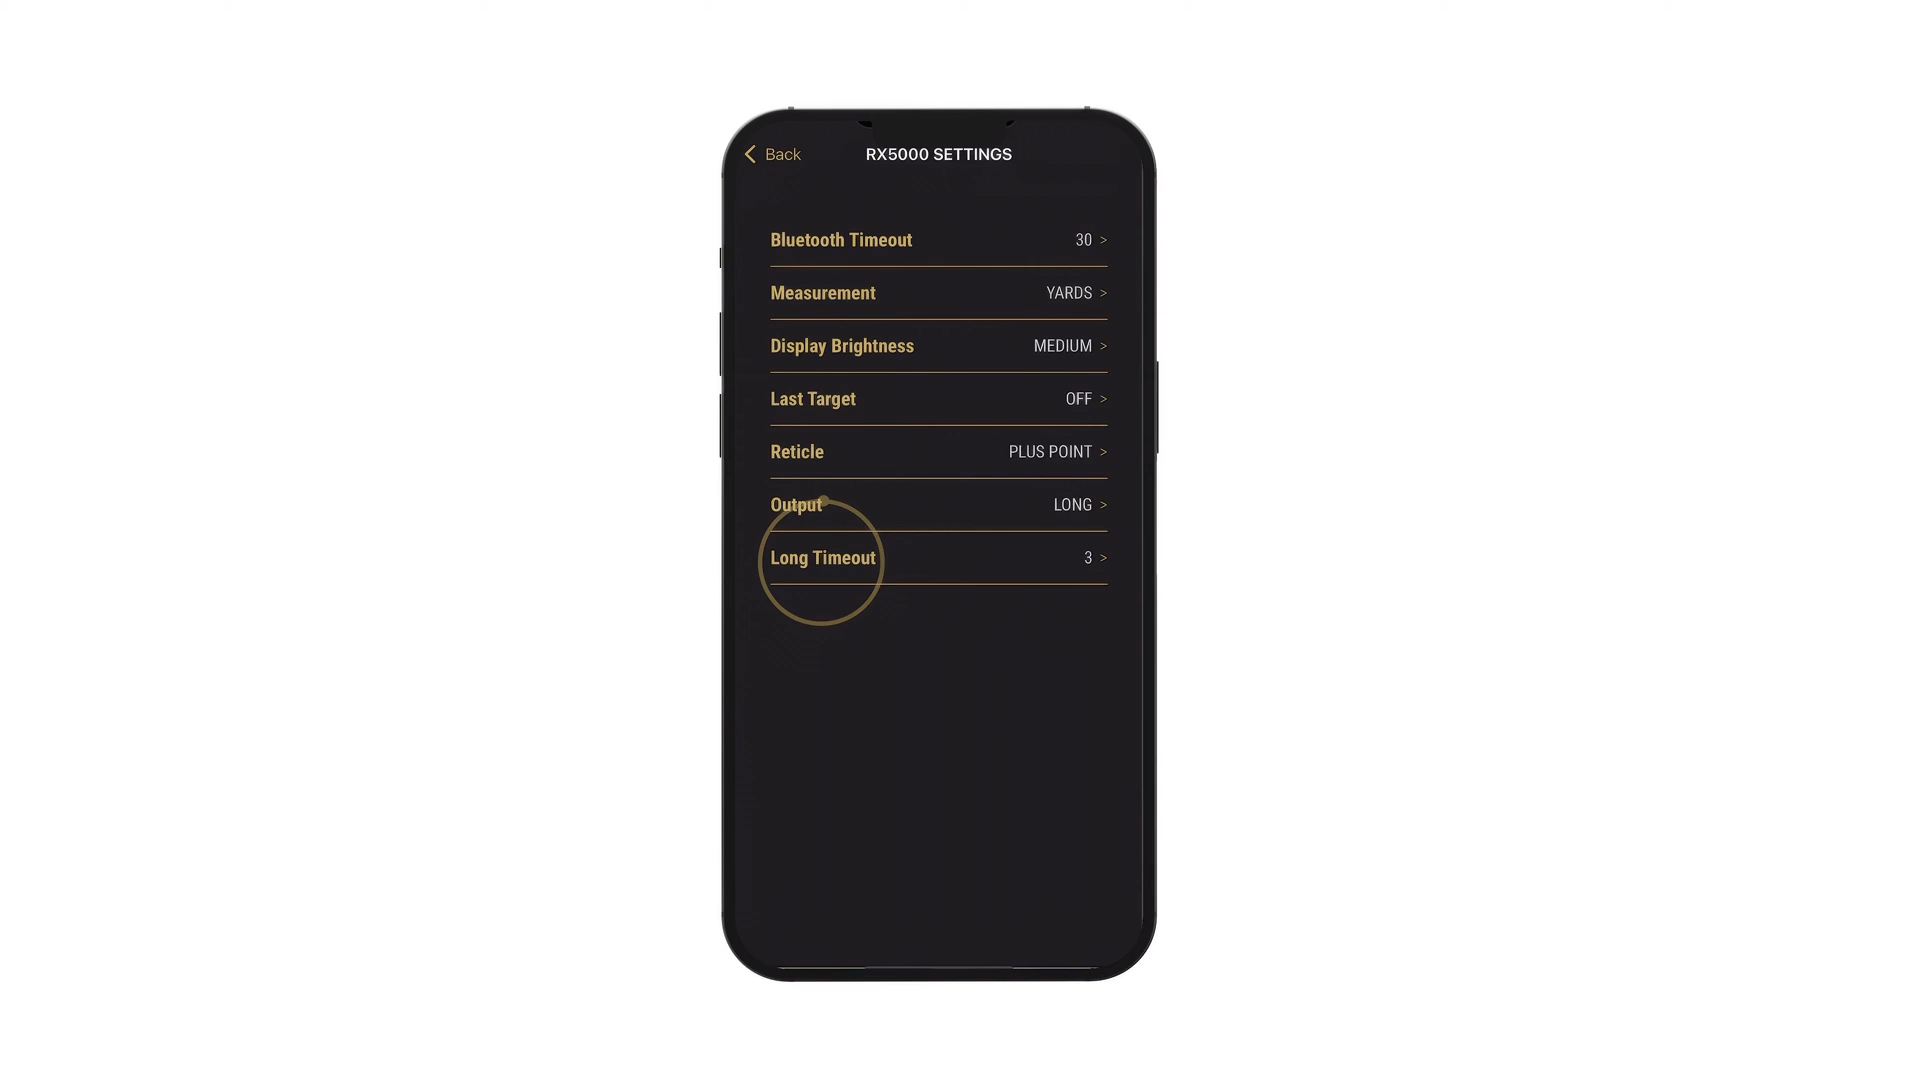 Back
RX5000 SETTINGS
Bluetooth Timeout 30 >
Measurement YARDS >
Display Brightness MEDIUM >
Last Target OFF >
Reticle PLUS POINT >
Output LONG >
Long Timeout 3 >